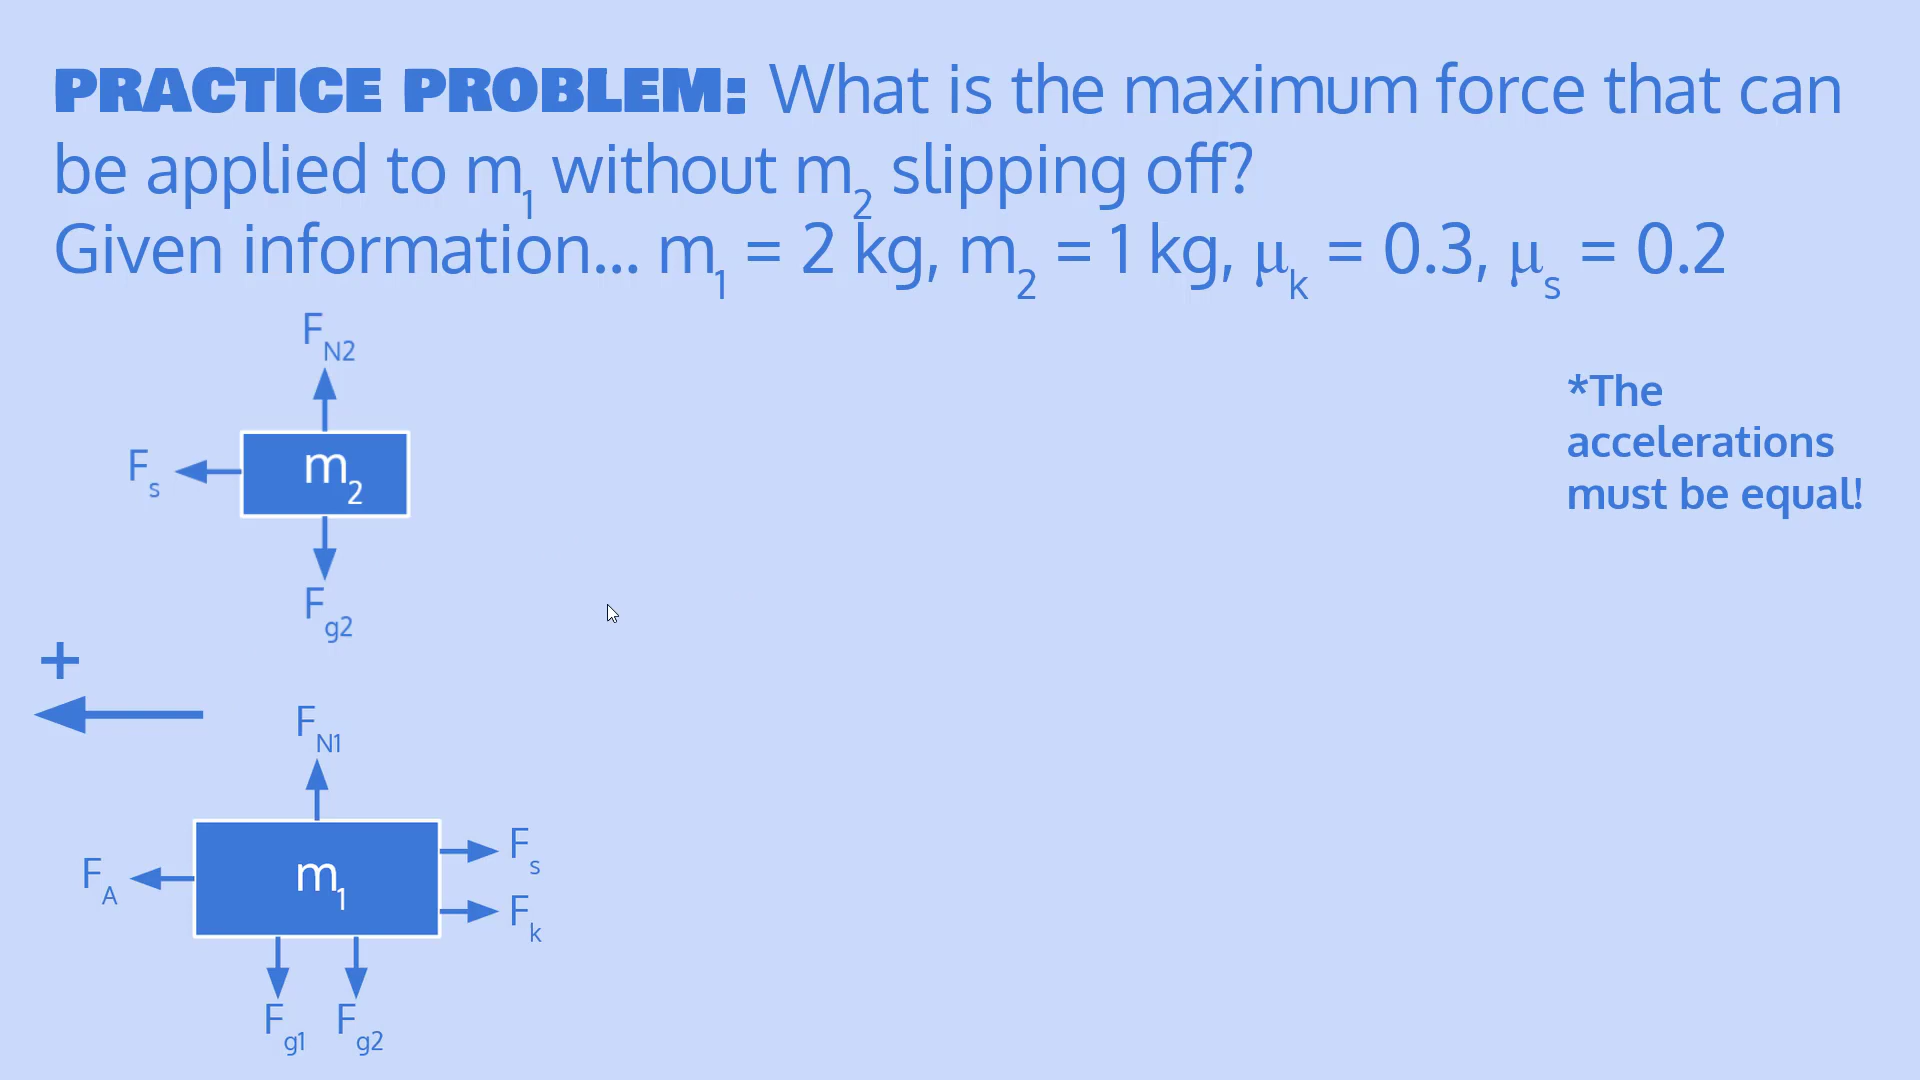 PRACTICE PROBLEM: What is the maximum force that can
be applied to m1 without m2 slipping off?
Given information... m1 = 2 kg, m2 = 1 kg, μk = 0.3, μs = 0.2
FN2
*The
accelerations
must be equal!
Fs
m2
Fg2
+
FN1
FA
m1
Fs
Fk
Fg1 Fg2